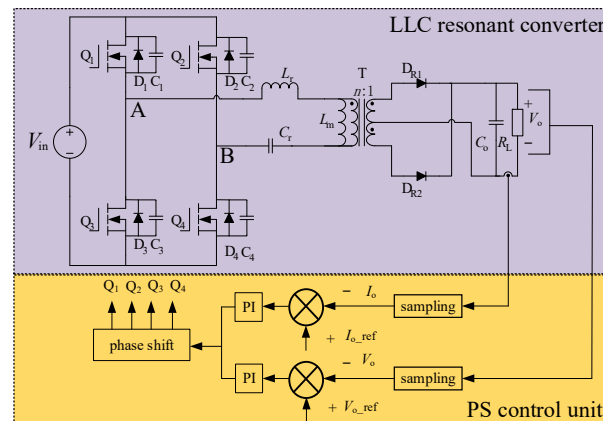 LLC resonant converter
Q1
Q2
D1 C1
D2 C2
Lr
T
n:1
DR1
A
Lm
Vin
+
−
B
Cr
Co
RL
+
Vo
−
DR2
Q3
Q4
D3 C3
D4 C4
Q1 Q2 Q3 Q4
PI
− Io
sampling
phase shift
+ Io_ref
− Vo
PI
sampling
+ Vo_ref
PS control unit